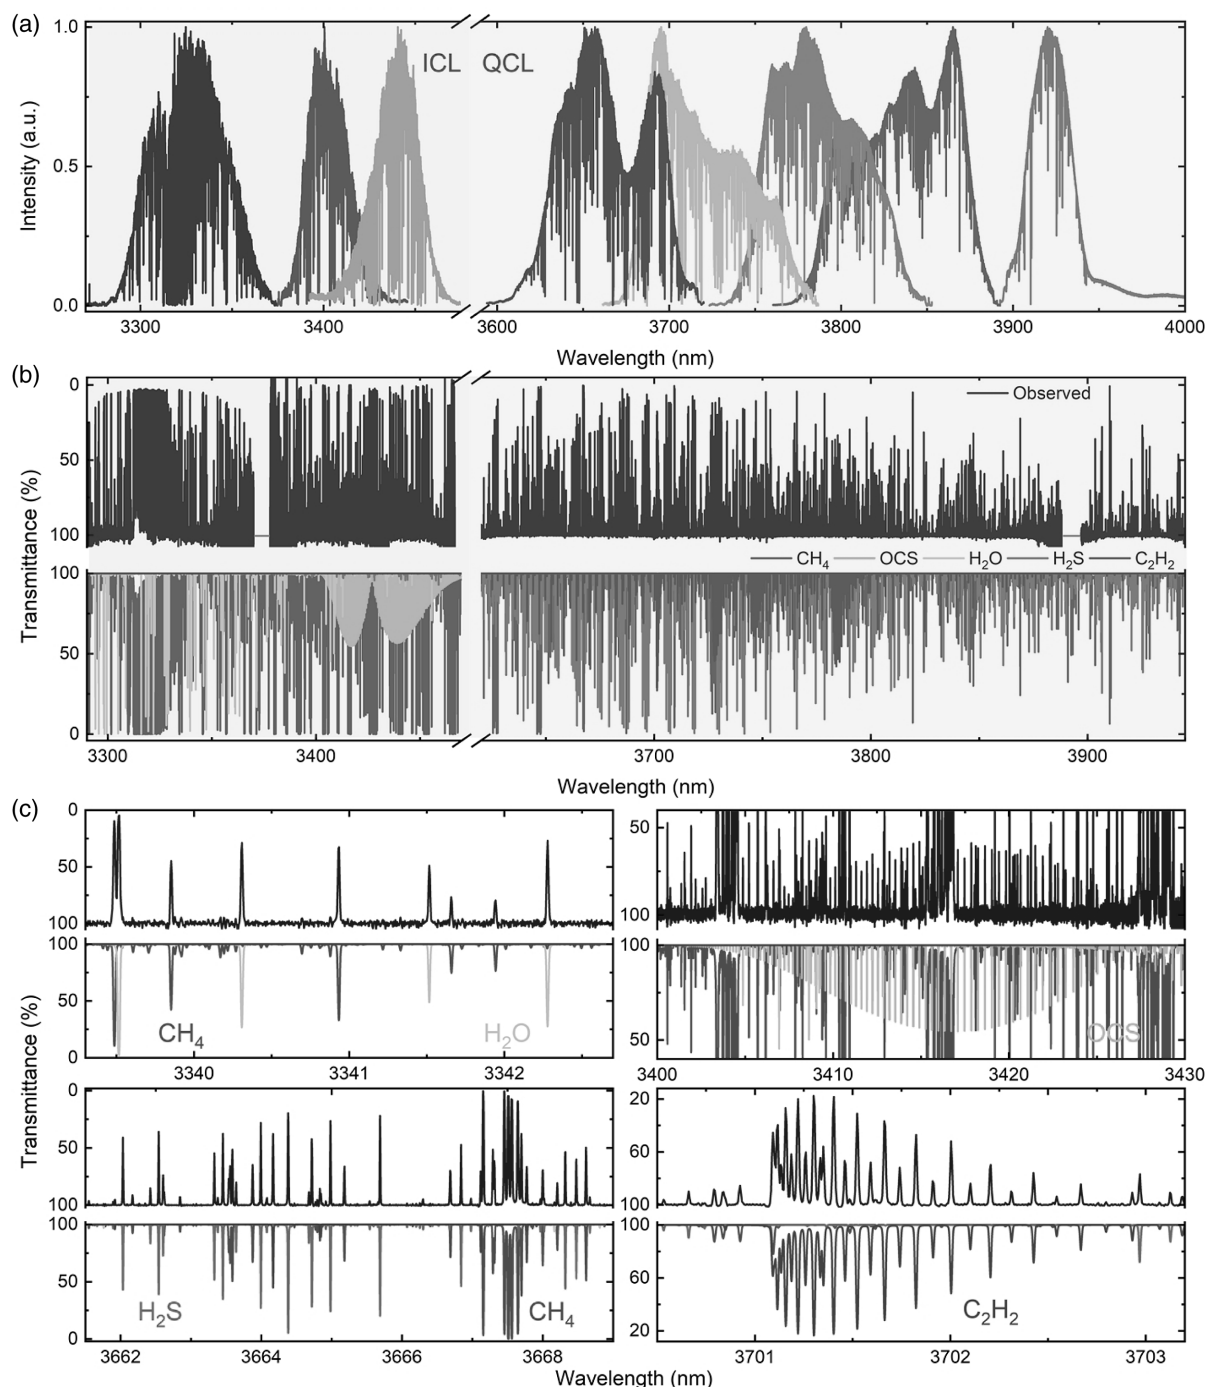 (a)
1.0
0.5
0.0
Intensity (a.u.)
ICL QCL
3300 3400 3600 3700 3800 3900 4000
Wavelength (nm)
(b)
0
50
100
Observed
CH₄ OCS H₂O H₂S C₂H₂
100
50
0
Transmittance (%)
3300 3400 3700 3800 3900
Wavelength (nm)
(c)
0
50
100
100
50
0
CH₄ H₂O
3340 3341 3342
50
100
100
50
OCS
3400 3410 3420 3430
Transmittance (%)
0
50
100
100
50
0
H₂S CH₄
3662 3664 3666 3668
20
60
100
100
60
20
C₂H₂
3701 3702 3703
Wavelength (nm)